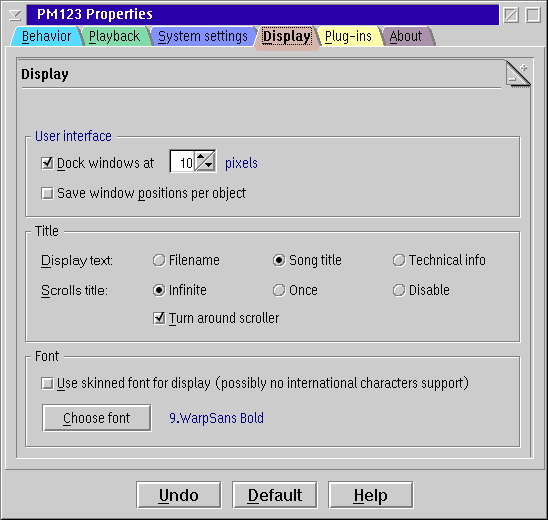 PM123 Properties
Behavior Playback System settings Display Plug-ins About
Display
User interface
Dock windows at 10 pixels
Save window positions per object
Title
Display text: Filename Song title Technical info
Scrolls title: Infinite Once Disable
Turn around scroller
Font
Use skinned font for display (possibly no international characters support)
Choose font 9.WarpSans Bold
Undo Default Help